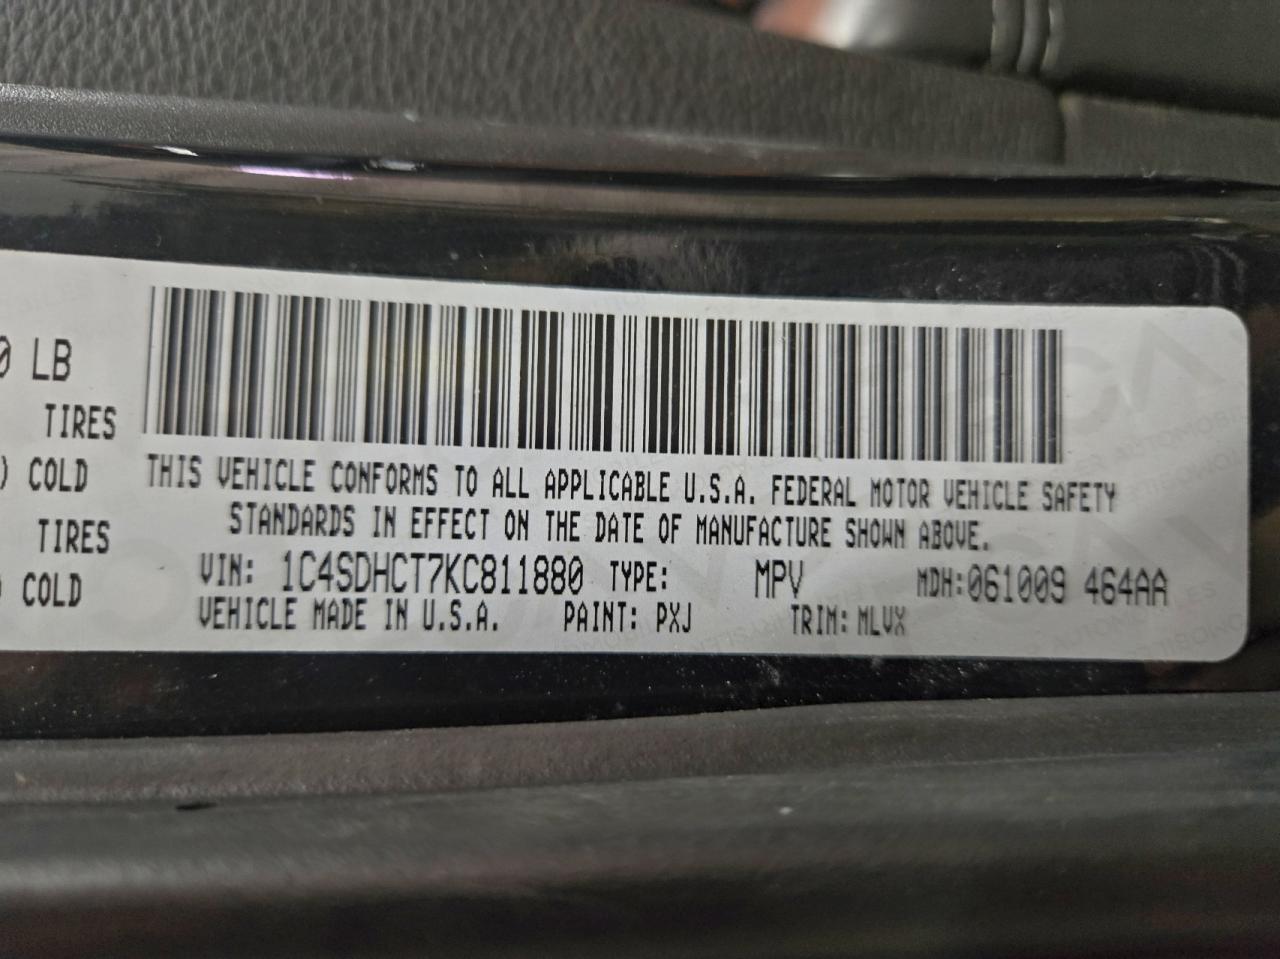 0 LB
TIRES
) COLD
TIRES
COLD
THIS VEHICLE CONFORMS TO ALL APPLICABLE U.S.A. FEDERAL MOTOR VEHICLE SAFETY
STANDARDS IN EFFECT ON THE DATE OF MANUFACTURE SHOWN ABOVE.
VIN: 1C4SDHCT7KC811880 TYPE: MPV MDH:061009 464AA
VEHICLE MADE IN U.S.A. PAINT: PXJ TRIM: MLVX